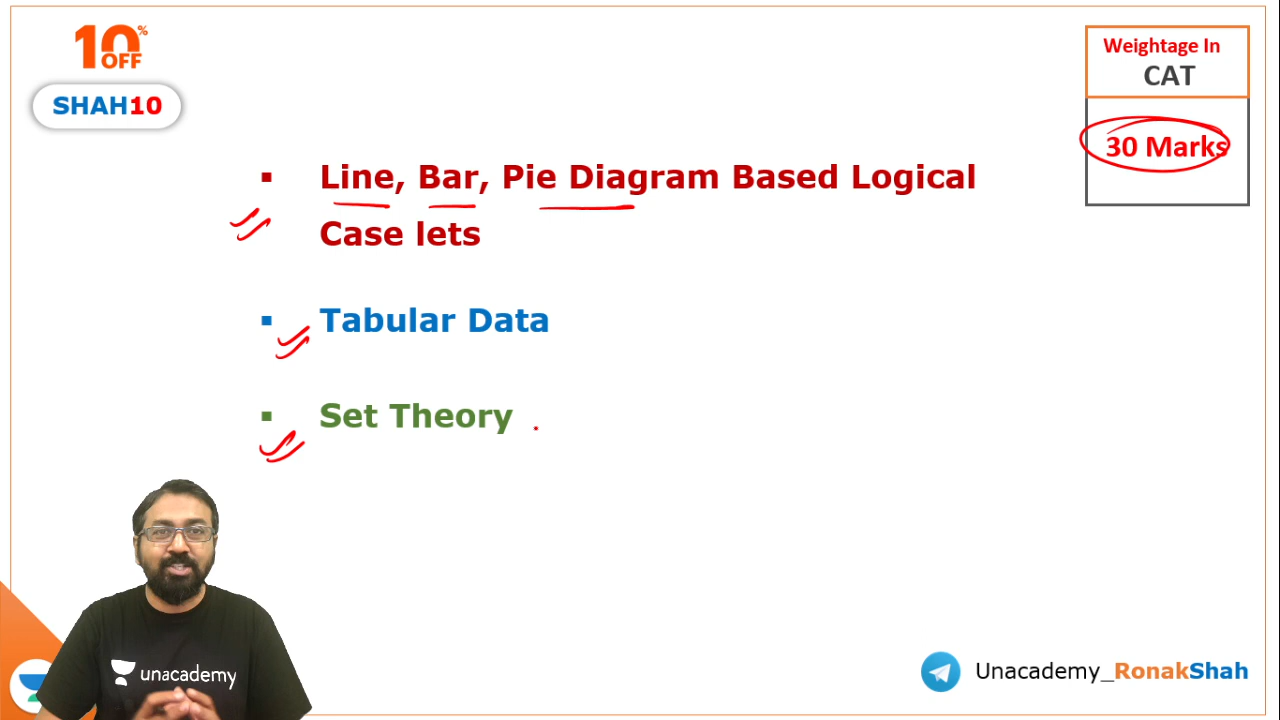 10% OFF
SHAH10
Weightage In
CAT
30 Marks
▪ Line, Bar, Pie Diagram Based Logical
Case lets
▪ Tabular Data
▪ Set Theory
unacademy
Unacademy_RonakShah